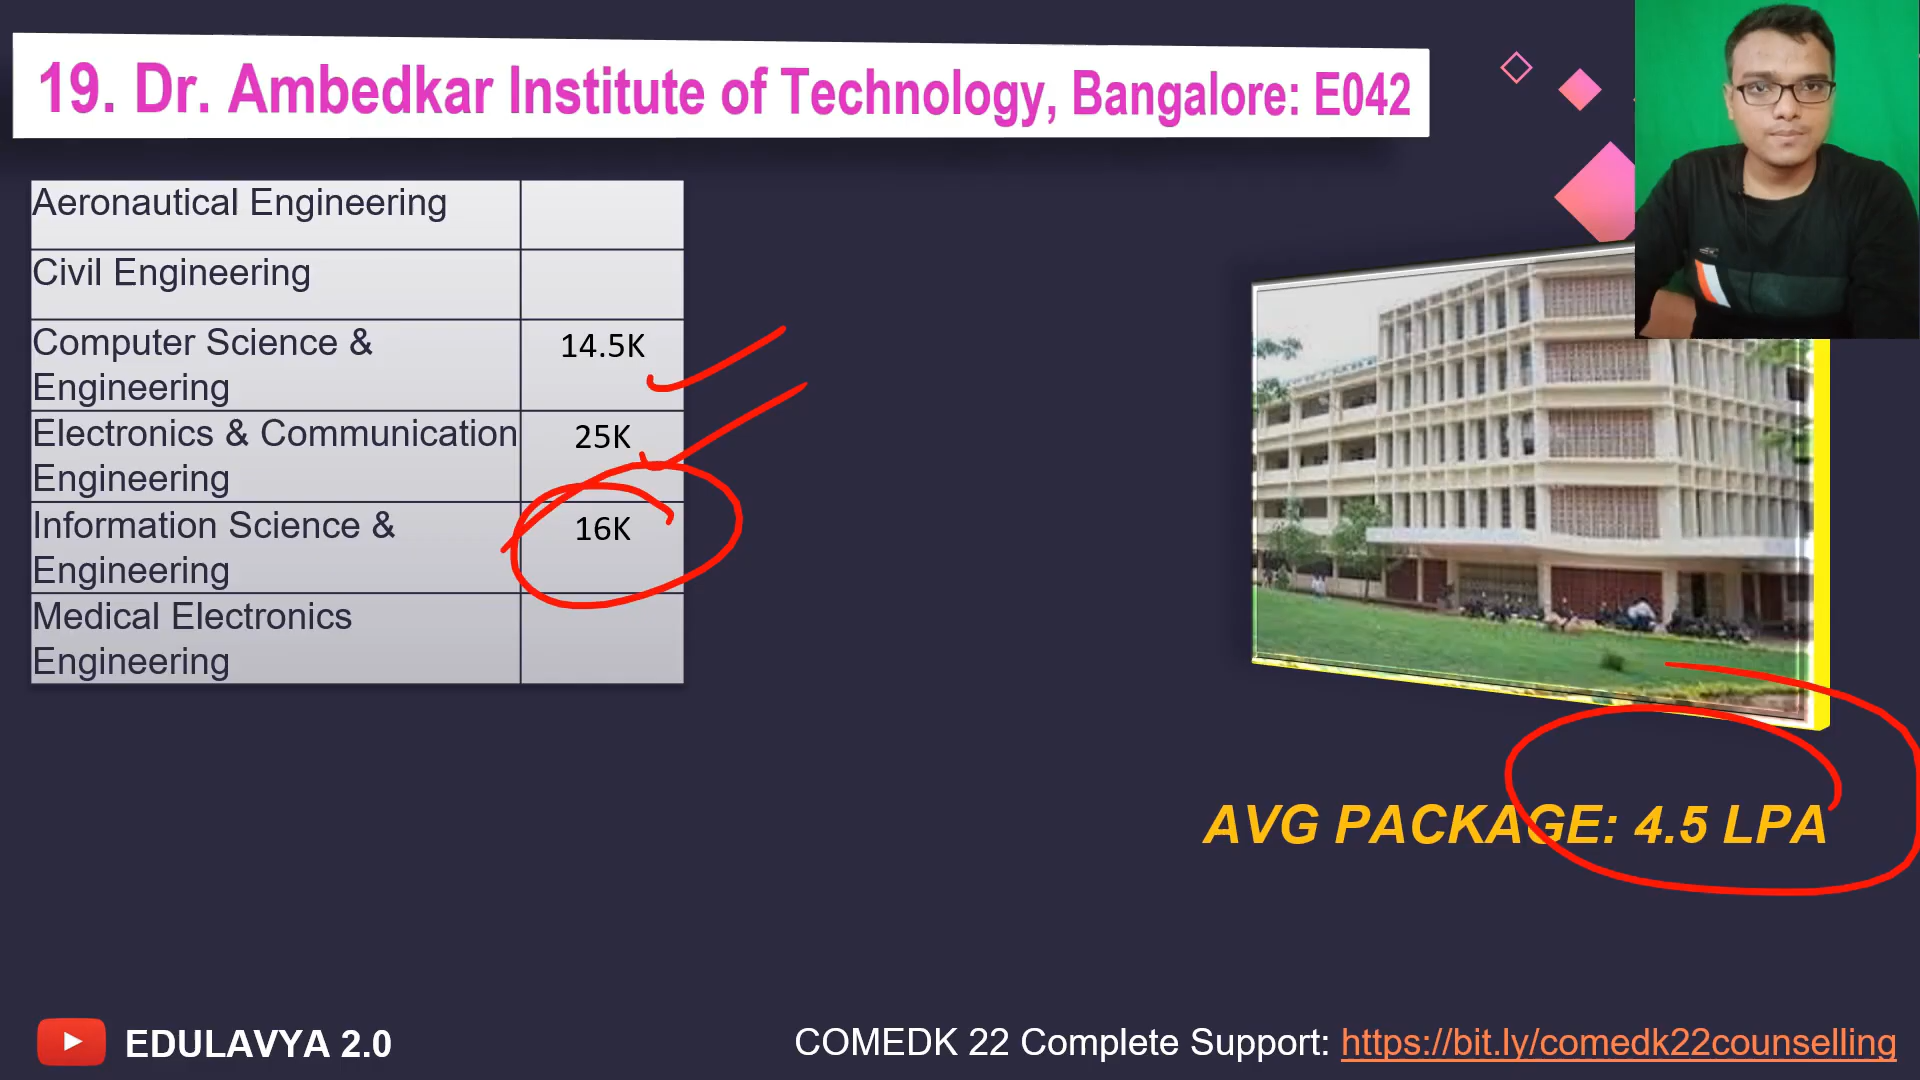 19. Dr. Ambedkar Institute of Technology, Bangalore: E042
Aeronautical Engineering
Civil Engineering
Computer Science & 14.5K
Engineering
Electronics & Communication 25K
Engineering
Information Science & 16K
Engineering
Medical Electronics
Engineering
AVG PACKAGE: 4.5 LPA
EDULAVYA 2.0
COMEDK 22 Complete Support: https://bit.ly/comedk22counselling